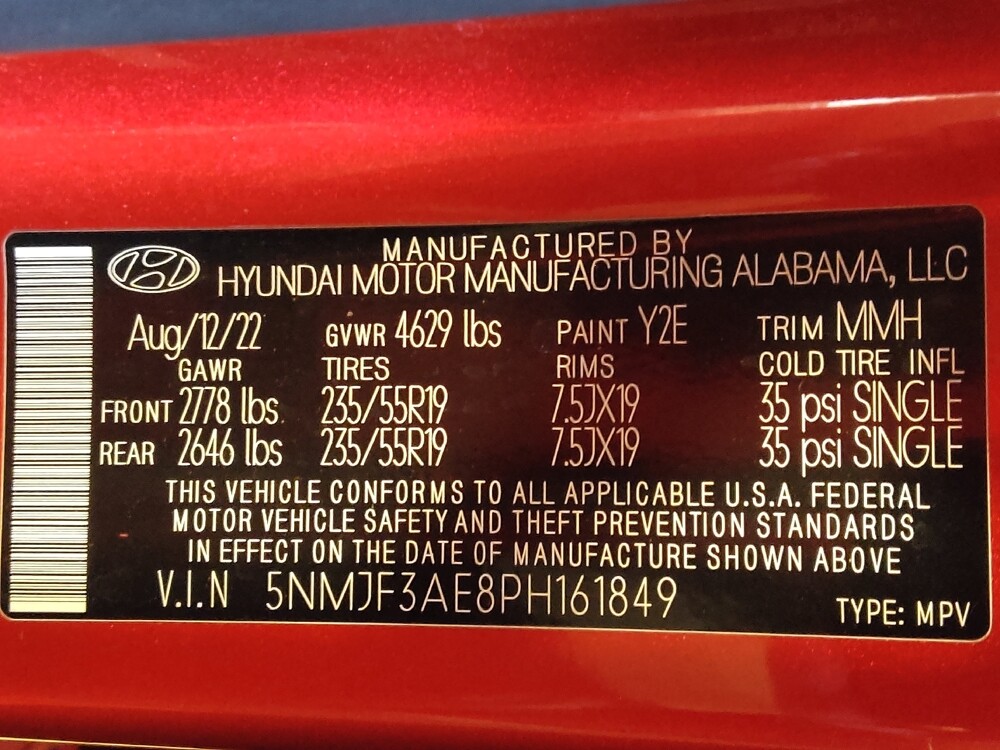 MANUFACTURED BY
HYUNDAI MOTOR MANUFACTURING ALABAMA, LLC
Aug/12/22 GVWR 4629 lbs PAINT Y2E TRIM MMH
GAWR TIRES RIMS COLD TIRE INFL
FRONT 2778 lbs 235/55R19 7.5JX19 35 psi SINGLE
REAR 2646 lbs 235/55R19 7.5JX19 35 psi SINGLE
THIS VEHICLE CONFORMS TO ALL APPLICABLE U.S.A. FEDERAL
MOTOR VEHICLE SAFETY AND THEFT PREVENTION STANDARDS
IN EFFECT ON THE DATE OF MANUFACTURE SHOWN ABOVE
V.I.N 5NMJF3AE8PH161849
TYPE: MPV